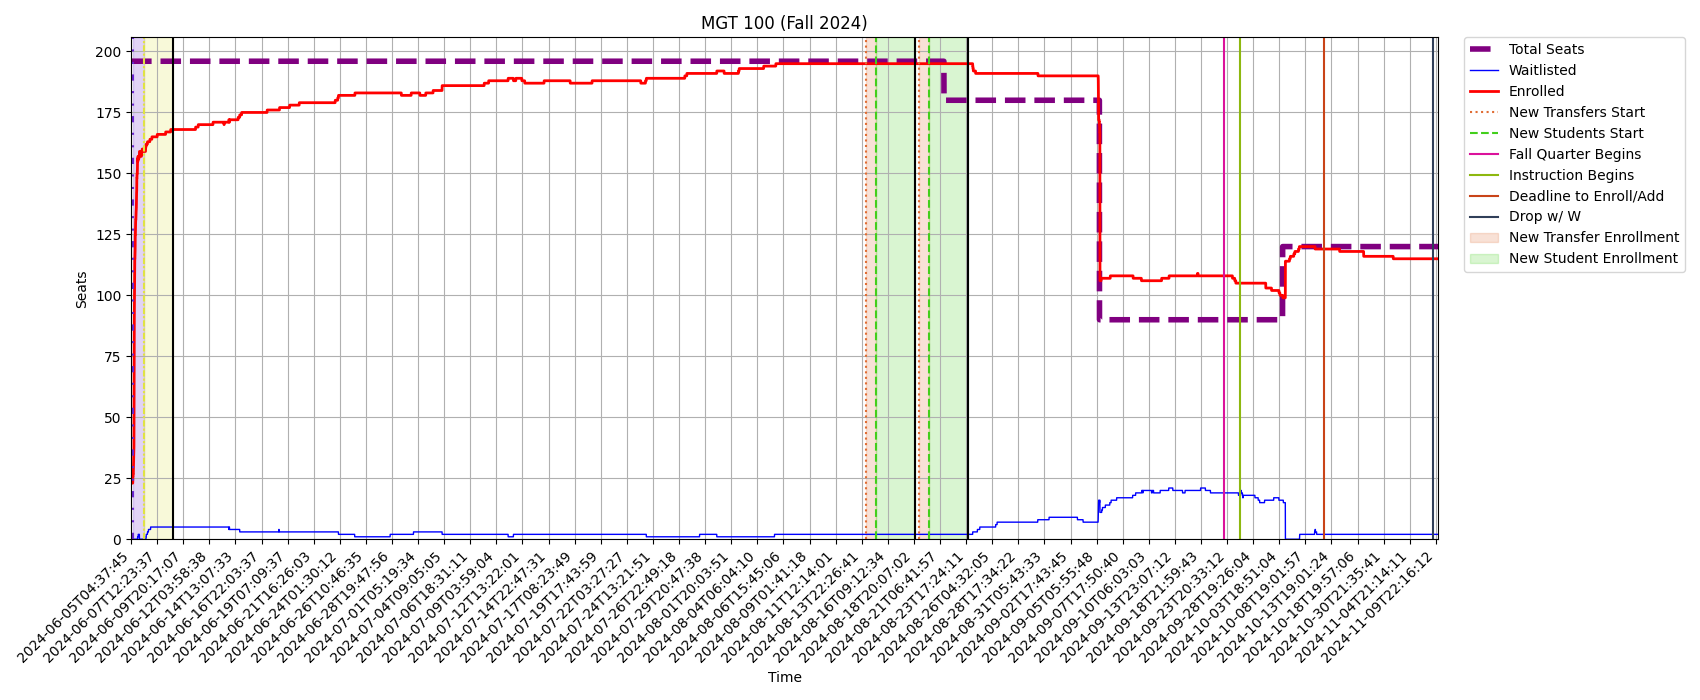 MGT 100 (Fall 2024)
200
175
150
125
100
75
50
25
0
Seats
2024-06-05T04:37:45
2024-06-07T12:23:37
2024-06-09T20:17:07
2024-06-12T03:58:38
2024-06-14T13:07:33
2024-06-16T22:03:37
2024-06-19T07:09:37
2024-06-21T16:26:03
2024-06-24T01:30:12
2024-06-26T10:46:35
2024-06-28T19:47:56
2024-07-01T05:19:34
2024-07-04T09:05:05
2024-07-06T18:31:11
2024-07-09T03:59:04
2024-07-12T13:22:01
2024-07-14T22:47:31
2024-07-17T08:23:49
2024-07-19T17:43:59
2024-07-22T03:27:27
2024-07-24T13:21:51
2024-07-26T22:49:18
2024-07-29T20:47:38
2024-08-01T20:03:51
2024-08-04T06:04:10
2024-08-06T15:45:06
2024-08-09T01:41:18
2024-08-11T12:14:01
2024-08-13T22:26:41
2024-08-16T09:12:34
2024-08-18T20:07:02
2024-08-21T06:41:57
2024-08-23T17:24:11
2024-08-26T04:32:05
2024-08-28T17:34:22
2024-08-31T05:43:33
2024-09-02T17:43:45
2024-09-05T05:55:48
2024-09-07T17:50:40
2024-09-10T06:03:03
2024-09-13T23:07:12
2024-09-18T21:59:43
2024-09-23T20:33:12
2024-09-28T19:26:04
2024-10-03T18:51:04
2024-10-08T19:01:57
2024-10-13T19:01:24
2024-10-18T19:57:06
2024-10-30T21:35:41
2024-11-04T21:14:11
2024-11-09T22:16:12
Time
Total Seats
Waitlisted
Enrolled
New Transfers Start
New Students Start
Fall Quarter Begins
Instruction Begins
Deadline to Enroll/Add
Drop w/ W
New Transfer Enrollment
New Student Enrollment